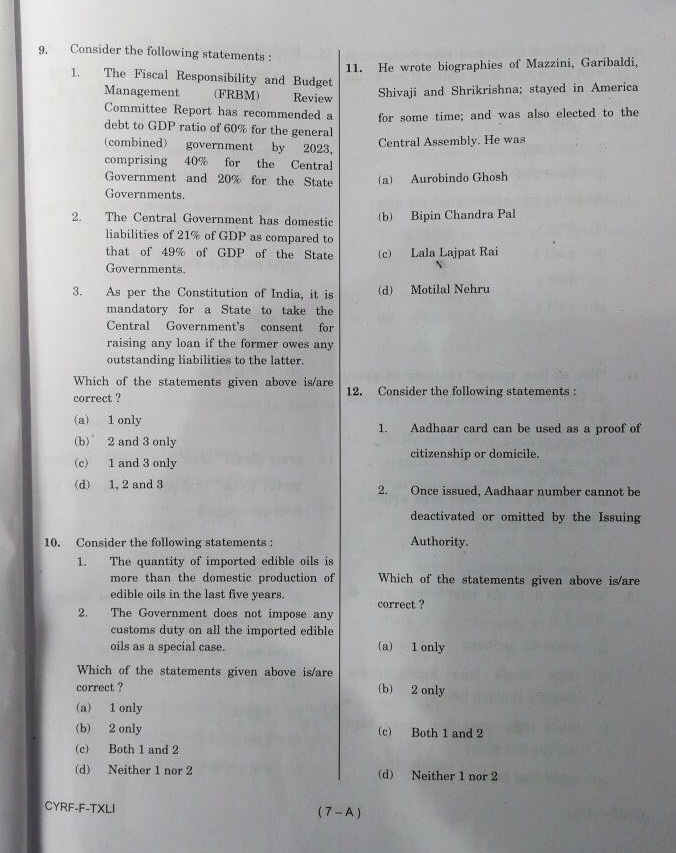 9. Consider the following statements :
1. The Fiscal Responsibility and Budget
Management (FRBM) Review
Committee Report has recommended a
debt to GDP ratio of 60% for the general
(combined) government by 2023,
comprising 40% for the Central
Government and 20% for the State
Governments.
2. The Central Government has domestic
liabilities of 21% of GDP as compared to
that of 49% of GDP of the State
Governments.
3. As per the Constitution of India, it is
mandatory for a State to take the
Central Government's consent for
raising any loan if the former owes any
outstanding liabilities to the latter.
Which of the statements given above is/are
correct ?
(a) 1 only
(b) 2 and 3 only
(c) 1 and 3 only
(d) 1, 2 and 3
10. Consider the following statements :
1. The quantity of imported edible oils is
more than the domestic production of
edible oils in the last five years.
2. The Government does not impose any
customs duty on all the imported edible
oils as a special case.
Which of the statements given above is/are
correct ?
(a) 1 only
(b) 2 only
(c) Both 1 and 2
(d) Neither 1 nor 2
11. He wrote biographies of Mazzini, Garibaldi,
Shivaji and Shrikrishna; stayed in America
for some time; and was also elected to the
Central Assembly. He was
(a) Aurobindo Ghosh
(b) Bipin Chandra Pal
(c) Lala Lajpat Rai
(d) Motilal Nehru
12. Consider the following statements :
1. Aadhaar card can be used as a proof of
citizenship or domicile.
2. Once issued, Aadhaar number cannot be
deactivated or omitted by the Issuing
Authority.
Which of the statements given above is/are
correct ?
(a) 1 only
(b) 2 only
(c) Both 1 and 2
(d) Neither 1 nor 2
CYRF-F-TXLI
( 7 – A )